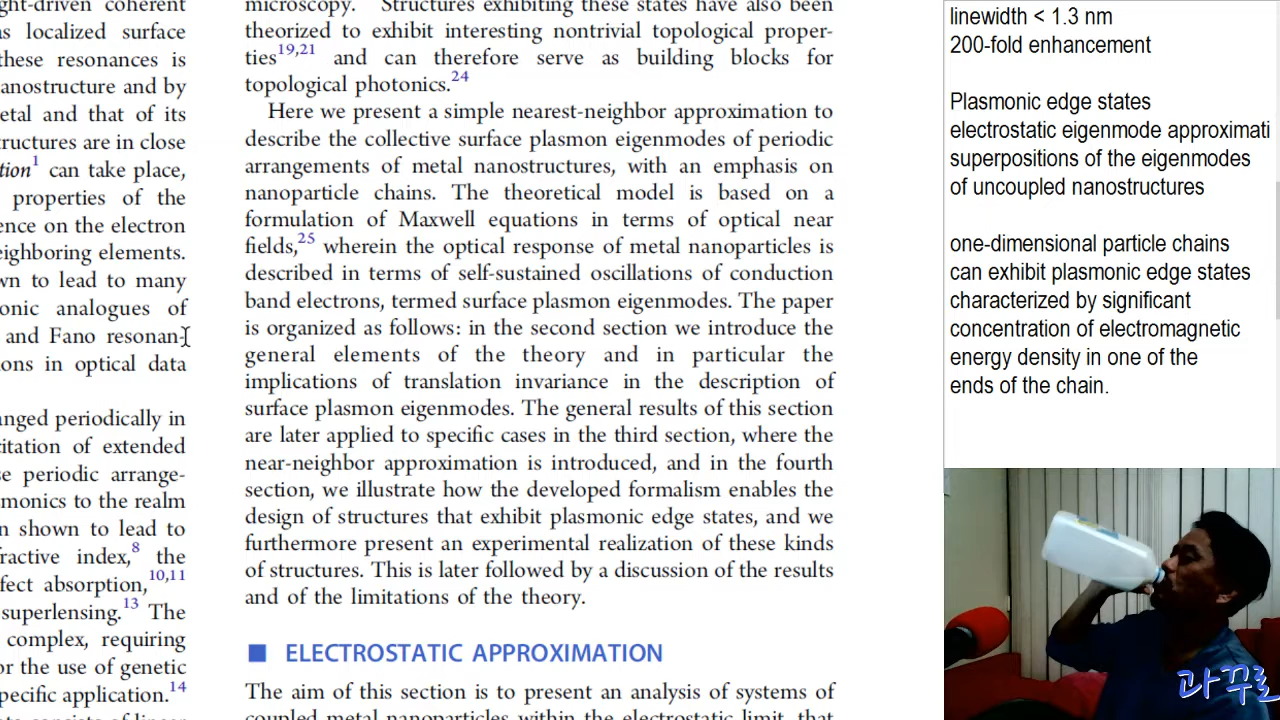 ght-driven coherent
as localized surface
these resonances is
anostructure and by
etal and that of its
tructures are in close
tion1 can take place,
properties of the
ence on the electron
eighboring elements.
wn to lead to many
onic analogues of
and Fano resonan-
ons in optical data
anged periodically in
citation of extended
se periodic arrange-
smonics to the realm
n shown to lead to
ractive index,8 the
fect absorption,10,11
superlensing.13 The
complex, requiring
or the use of genetic
specific application.14
microscopy. Structures exhibiting these states have also been
theorized to exhibit interesting nontrivial topological proper-
ties19,21 and can therefore serve as building blocks for
topological photonics.24
Here we present a simple nearest-neighbor approximation to
describe the collective surface plasmon eigenmodes of periodic
arrangements of metal nanostructures, with an emphasis on
nanoparticle chains. The theoretical model is based on a
formulation of Maxwell equations in terms of optical near
fields,25 wherein the optical response of metal nanoparticles is
described in terms of self-sustained oscillations of conduction
band electrons, termed surface plasmon eigenmodes. The paper
is organized as follows: in the second section we introduce the
general elements of the theory and in particular the
implications of translation invariance in the description of
surface plasmon eigenmodes. The general results of this section
are later applied to specific cases in the third section, where the
near-neighbor approximation is introduced, and in the fourth
section, we illustrate how the developed formalism enables the
design of structures that exhibit plasmonic edge states, and we
furthermore present an experimental realization of these kinds
of structures. This is later followed by a discussion of the results
and of the limitations of the theory.
ELECTROSTATIC APPROXIMATION
The aim of this section is to present an analysis of systems of
coupled metal nanoparticles within the electrostatic limit, that
linewidth < 1.3 nm
200-fold enhancement
Plasmonic edge states
electrostatic eigenmode approximati
superpositions of the eigenmodes
of uncoupled nanostructures
one-dimensional particle chains
can exhibit plasmonic edge states
characterized by significant
concentration of electromagnetic
energy density in one of the
ends of the chain.
과꾸로